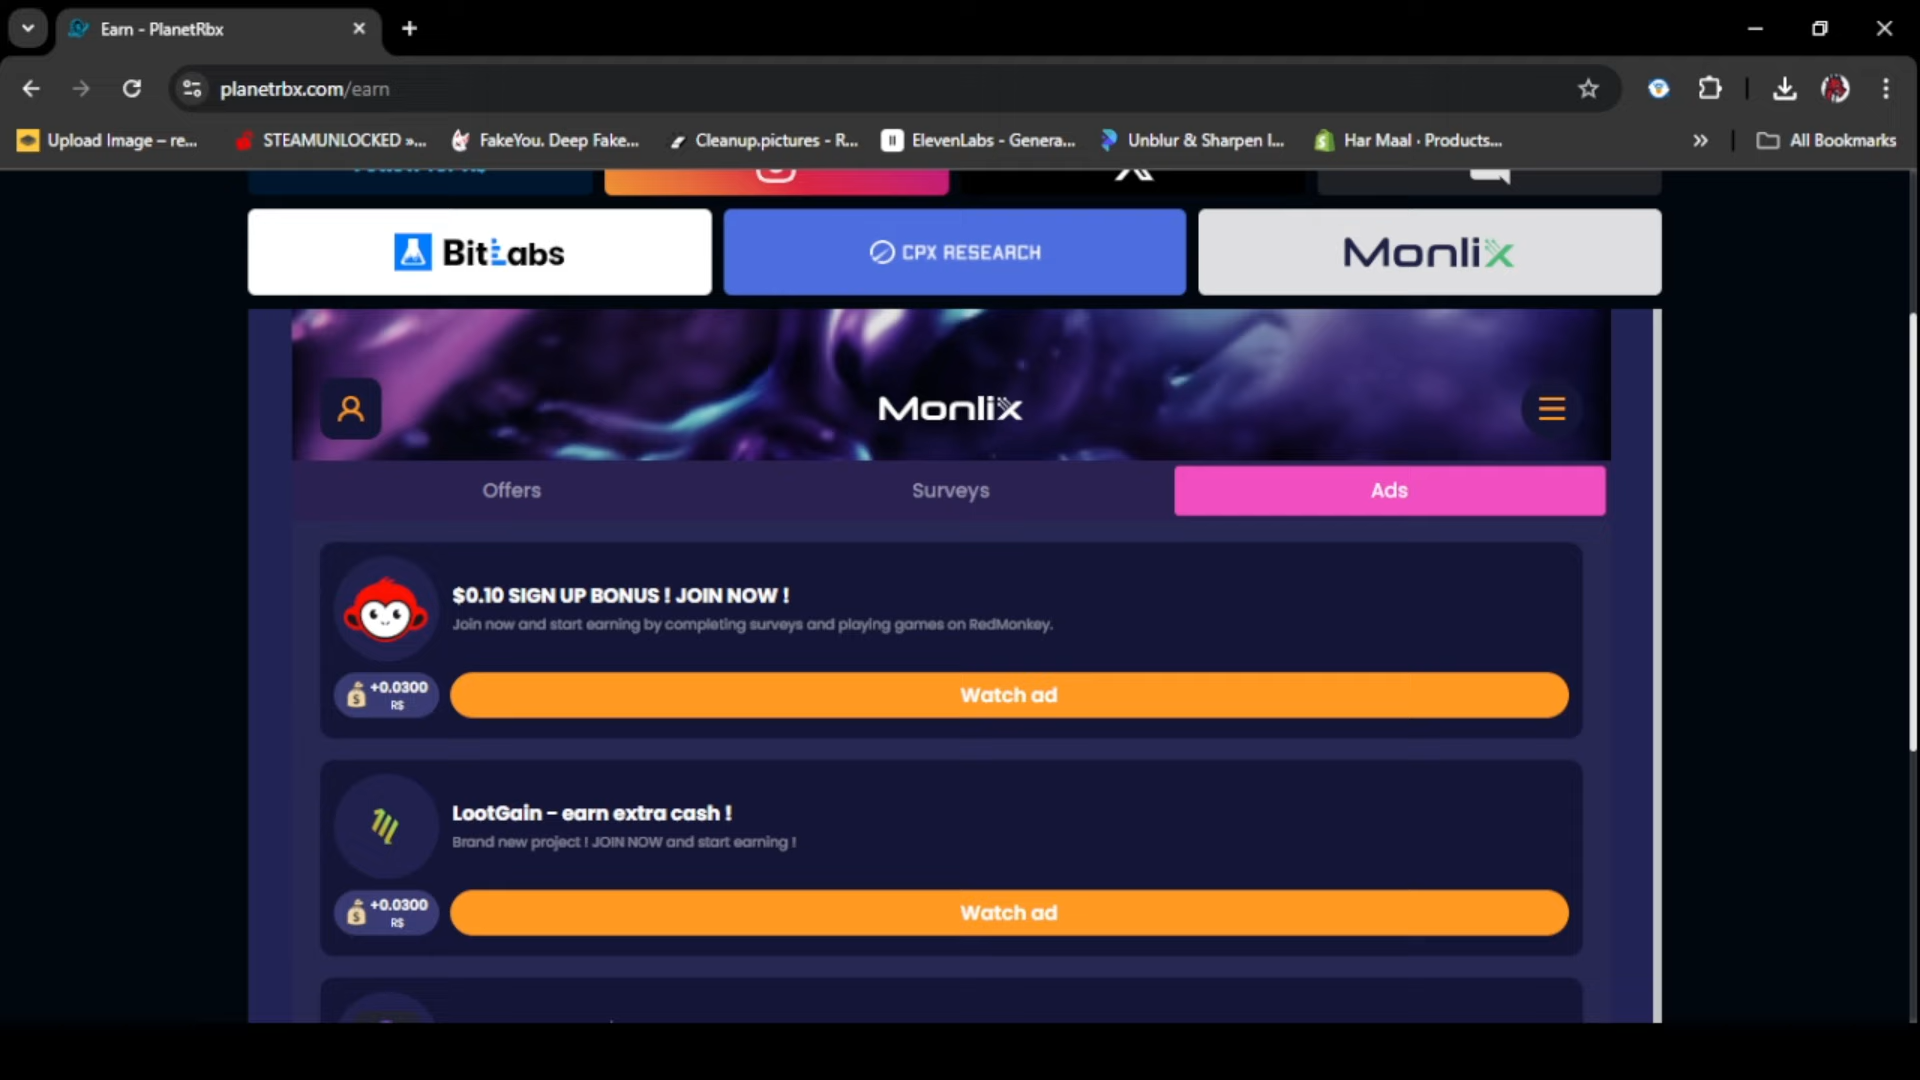 Earn - PlanetRbx
planetrbx.com/earn
Upload Image – re...
STEAMUNLOCKED »...
FakeYou. Deep Fake...
Cleanup.pictures - R...
ElevenLabs - Genera...
Unblur & Sharpen I...
Har Maal · Products...
All Bookmarks
BitLabs
CPX RESEARCH
Monlix
Monlix
Offers
Surveys
Ads
$0.10 SIGN UP BONUS ! JOIN NOW !
Join now and start earning by completing surveys and playing games on RedMonkey.
+0.0300
R$
Watch ad
LootGain - earn extra cash !
Brand new project ! JOIN NOW and start earning !
+0.0300
R$
Watch ad